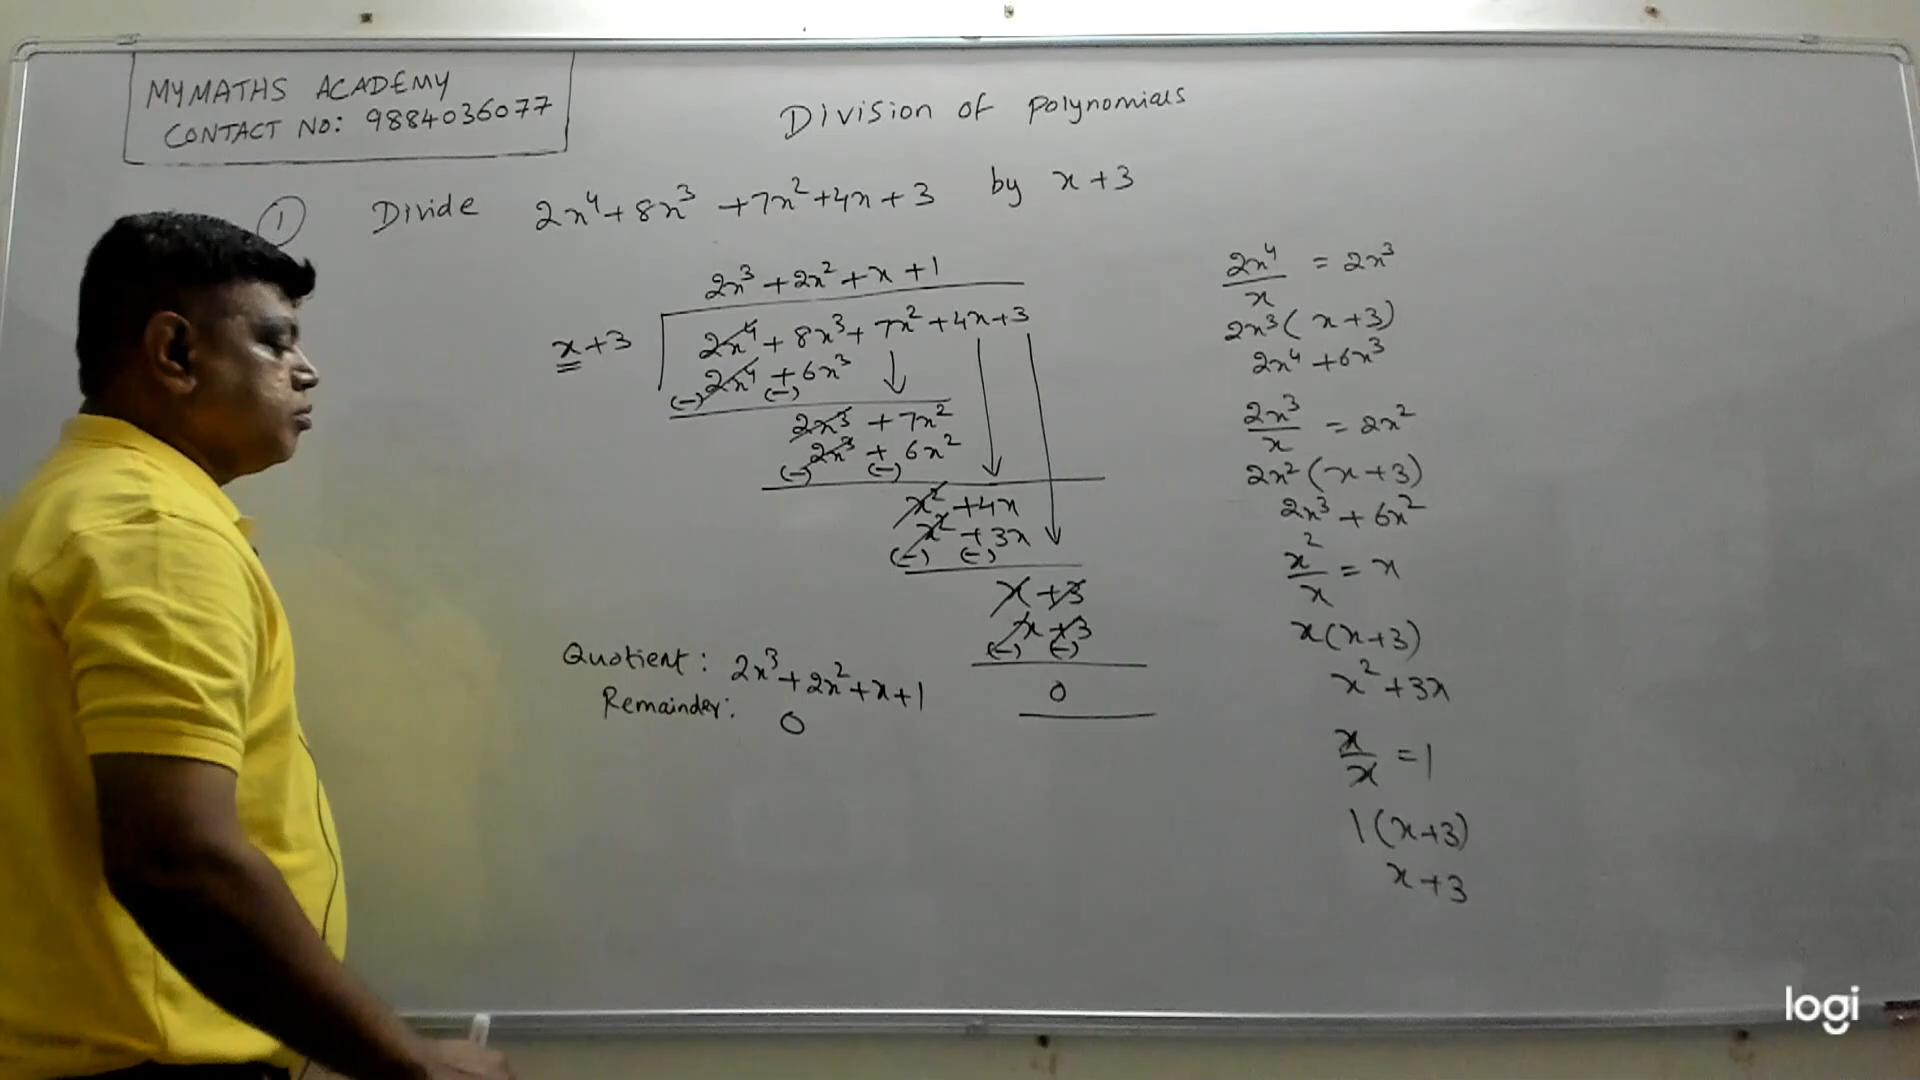 MYMATHS ACADEMY
CONTACT NO: 9884036077
Division of Polynomials
① Divide 2x⁴+8x³+7x²+4x+3 by x+3
2x³+2x²+x+1
x+3
2x⁴+8x³+7x²+4x+3
2x⁴+6x³
(-) (-)
2x³+7x²
2x³+6x²
(-) (-)
x²+4x
x²+3x
(-) (-)
x+3
x+3
(-) (-)
0
Quotient: 2x³+2x²+x+1
Remainder: 0
2x⁴/x = 2x³
2x³(x+3)
2x⁴+6x³
2x³/x = 2x²
2x²(x+3)
2x³+6x²
x²/x = x
x(x+3)
x²+3x
x/x = 1
1(x+3)
x+3
logi